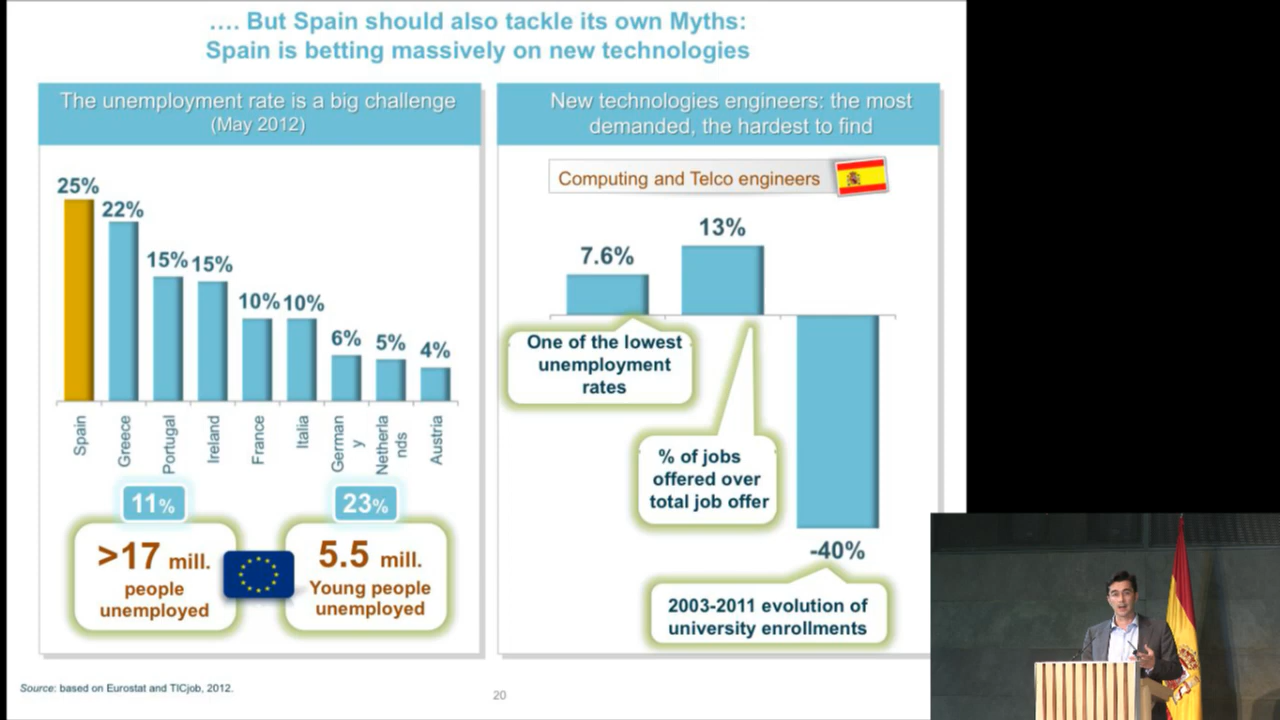 .... But Spain should also tackle its own Myths:
Spain is betting massively on new technologies
The unemployment rate is a big challenge
(May 2012)
25%
22%
15%
15%
10%
10%
6%
5%
4%
Spain
Greece
Portugal
Ireland
France
Italia
German
y
Netherla
nds
Austria
11%
>17 mill.
people
unemployed
23%
5.5 mill.
Young people
unemployed
New technologies engineers: the most
demanded, the hardest to find
Computing and Telco engineers
7.6%
13%
-40%
One of the lowest
unemployment
rates
% of jobs
offered over
total job offer
2003-2011 evolution of
university enrollments
Source: based on Eurostat and TICjob, 2012.
20